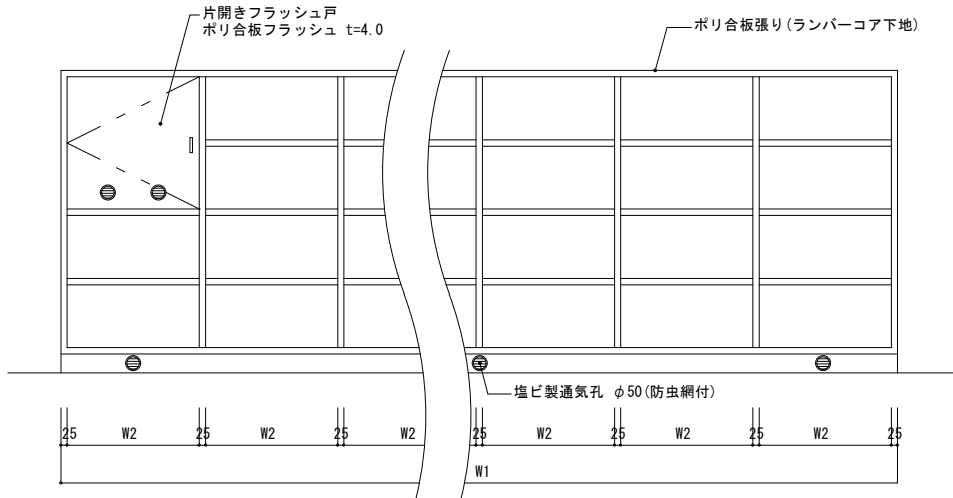 片開きフラッシュ戸
ポリ合板フラッシュ t=4.0
ポリ合板張り(ランバーコア下地)
塩ビ製通気孔 φ50(防虫網付)
25 W2 25 W2 25 W2 25 W2 25 W2 25 W2 25
W1